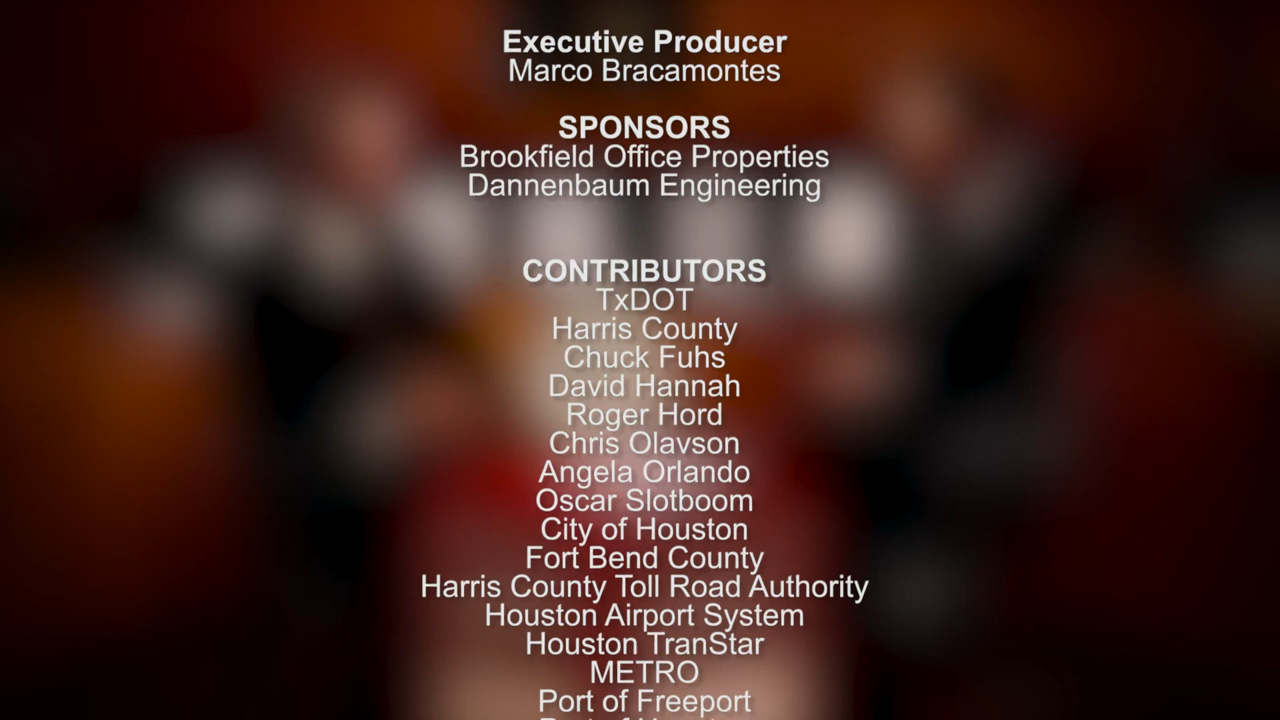 Executive Producer
Marco Bracamontes
SPONSORS
Brookfield Office Properties
Dannenbaum Engineering
CONTRIBUTORS
TxDOT
Harris County
Chuck Fuhs
David Hannah
Roger Hord
Chris Olavson
Angela Orlando
Oscar Slotboom
City of Houston
Fort Bend County
Harris County Toll Road Authority
Houston Airport System
Houston TranStar
METRO
Port of Freeport